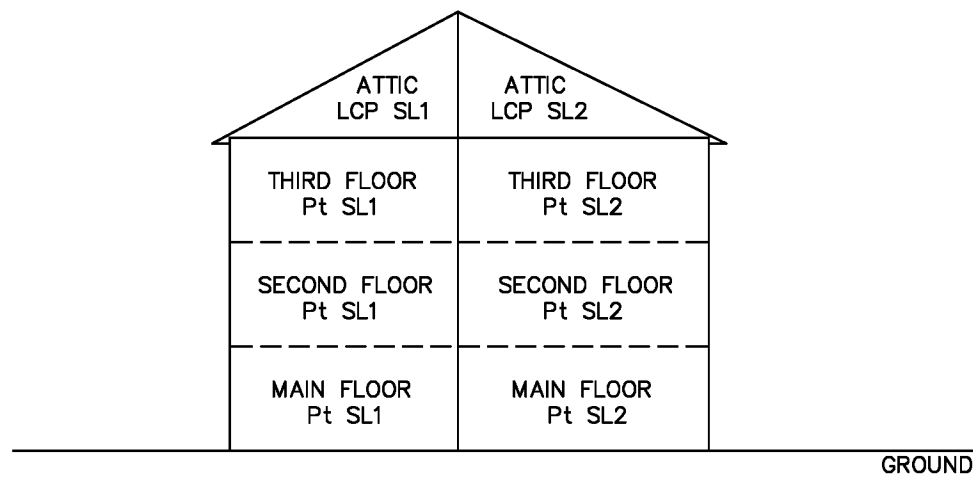 ATTIC
LCP SL1
ATTIC
LCP SL2
THIRD FLOOR
Pt SL1
THIRD FLOOR
Pt SL2
SECOND FLOOR
Pt SL1
SECOND FLOOR
Pt SL2
MAIN FLOOR
Pt SL1
MAIN FLOOR
Pt SL2
GROUND